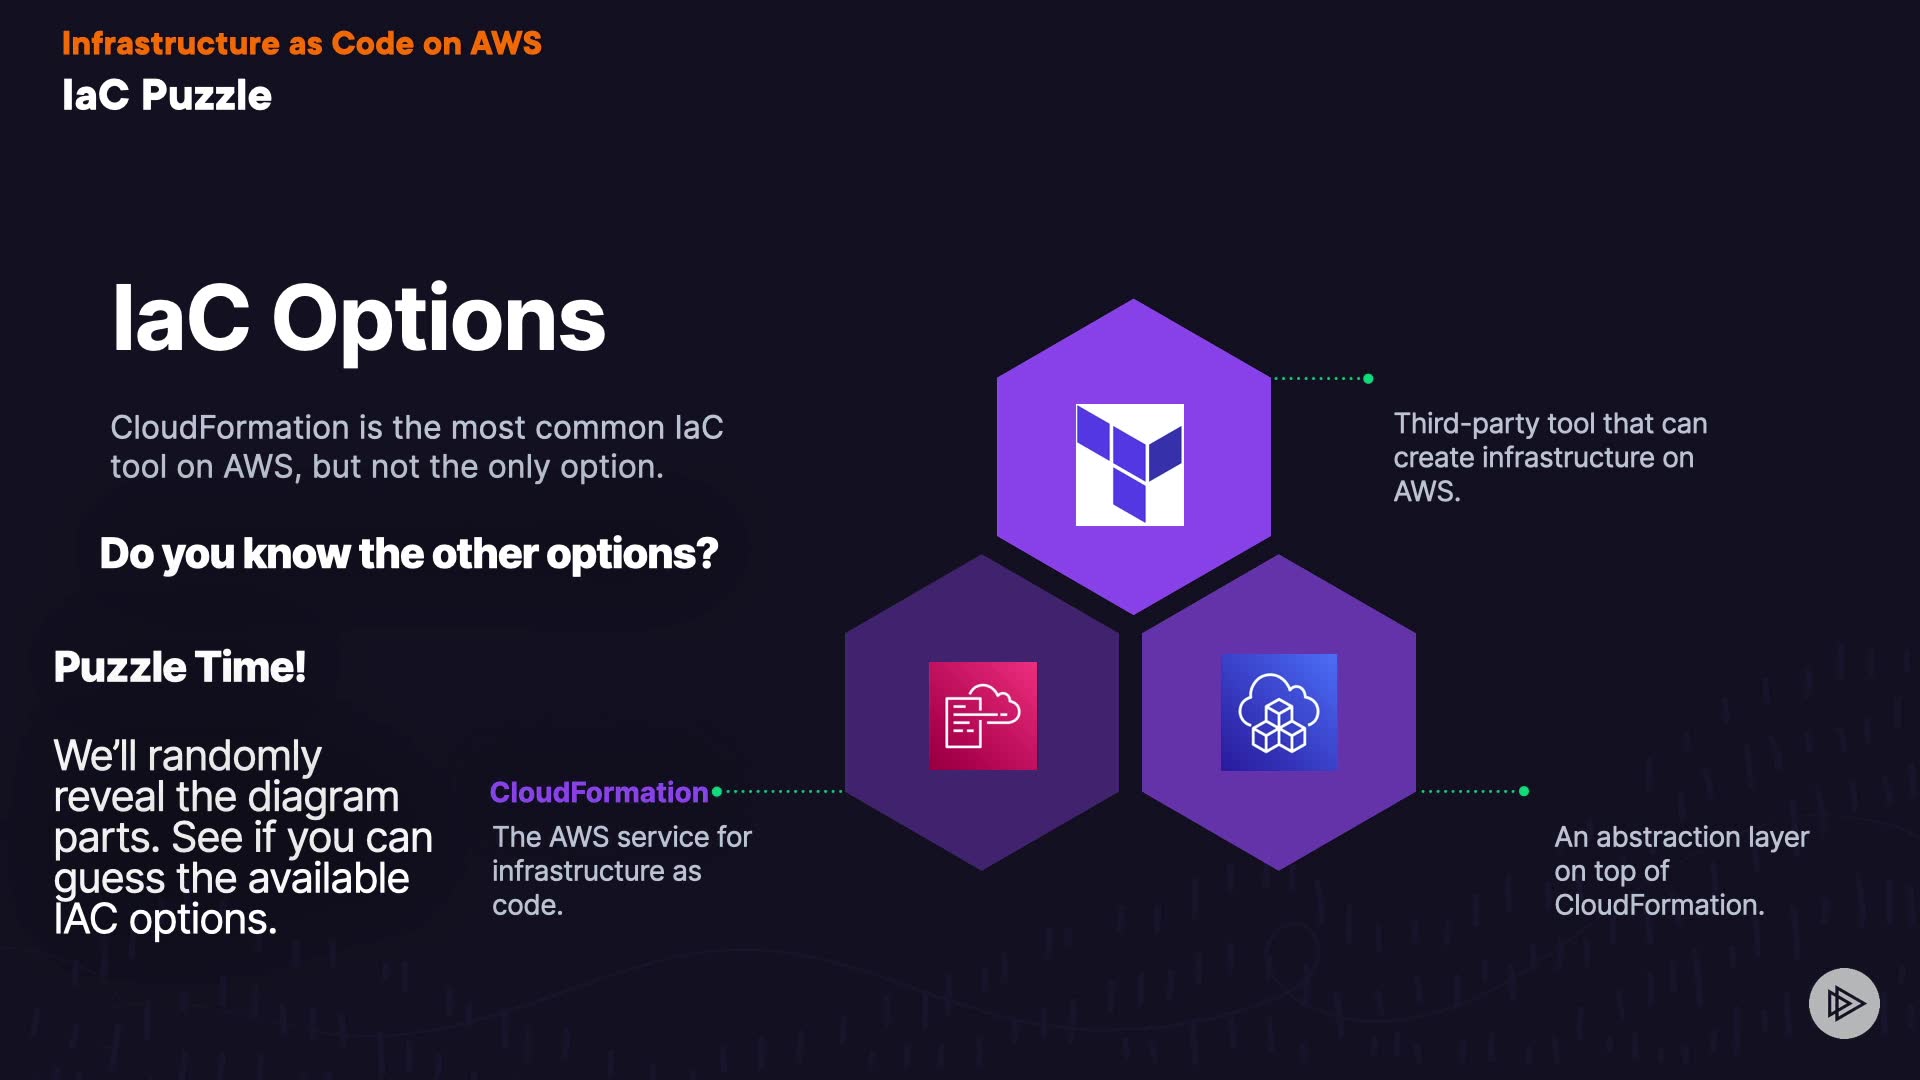 Infrastructure as Code on AWS
IaC Puzzle
IaC Options
CloudFormation is the most common IaC
tool on AWS, but not the only option.
Do you know the other options?
Puzzle Time!
We’ll randomly
reveal the diagram
parts. See if you can
guess the available
IAC options.
Third-party tool that can
create infrastructure on
AWS.
CloudFormation
The AWS service for
infrastructure as
code.
An abstraction layer
on top of
CloudFormation.